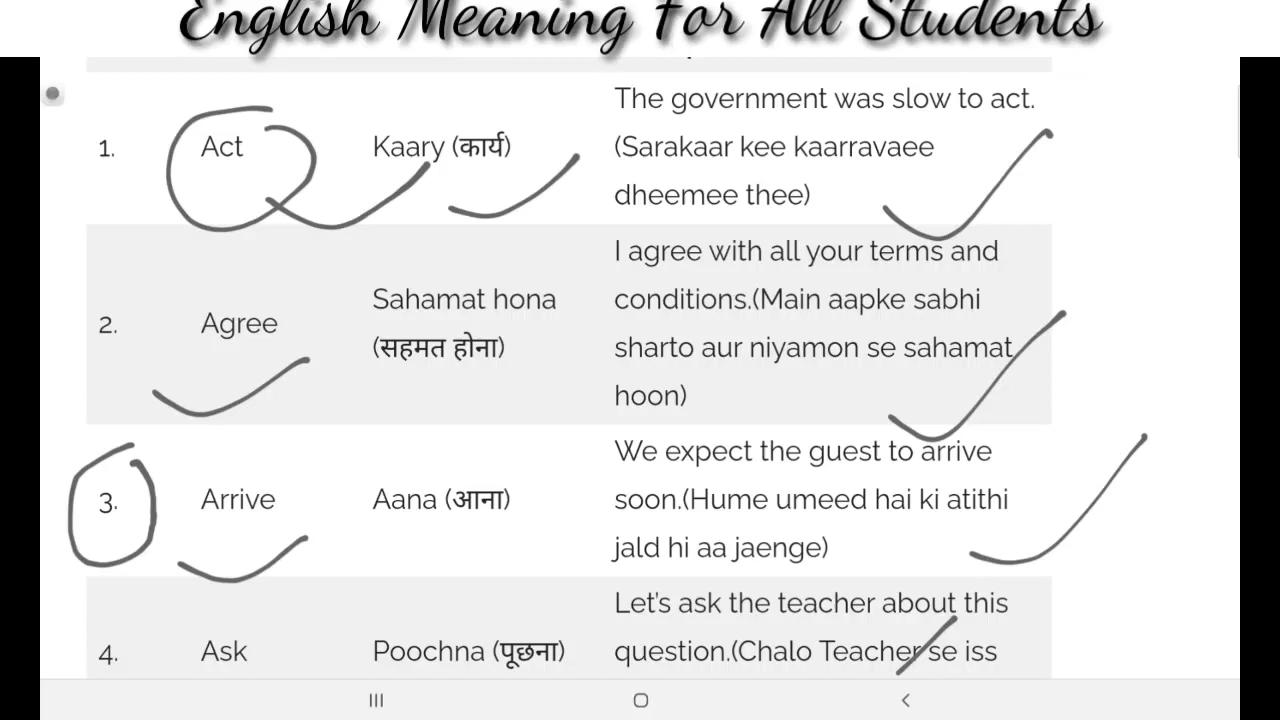 English Meaning For All Students
1. Act Kaary (कार्य) The government was slow to act.
(Sarakaar kee kaarravaee
dheemee thee)
2. Agree Sahamat hona
(सहमत होना) I agree with all your terms and
conditions.(Main aapke sabhi
sharto aur niyamon se sahamat
hoon)
3. Arrive Aana (आना) We expect the guest to arrive
soon.(Hume umeed hai ki atithi
jald hi aa jaenge)
4. Ask Poochna (पूछना) Let's ask the teacher about this
question.(Chalo Teacher se iss